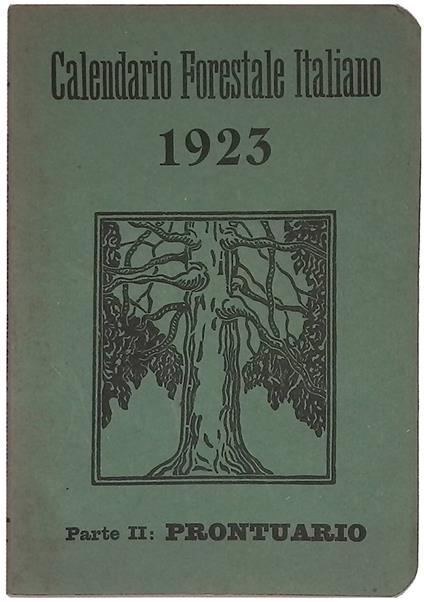 Calendario Forestale Italiano
1923
Parte II: PRONTUARIO